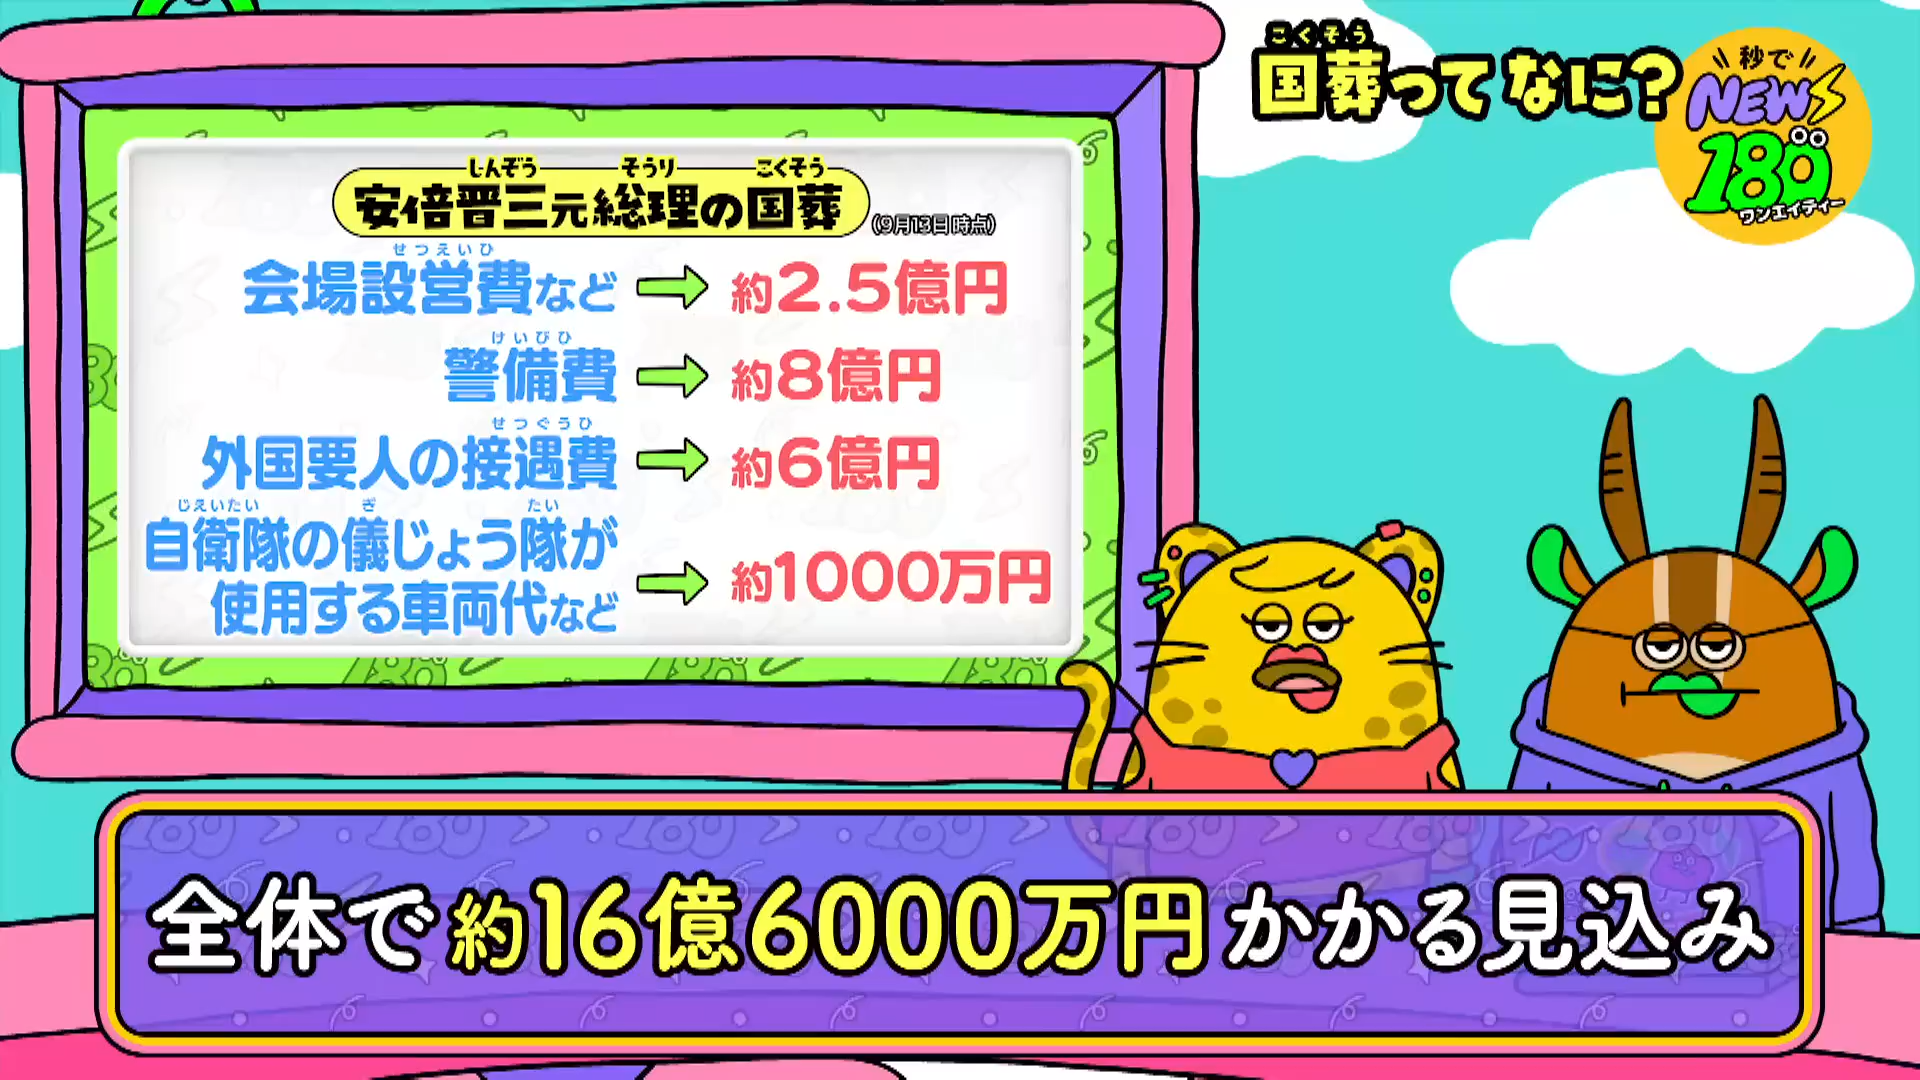 こくそう
国葬ってなに?
秒で
NEWS
180
ワンエイティー
しんぞう そうり こくそう
安倍晋三元総理の国葬
(9月13日時点)
せつえいひ
会場設営費など → 約2.5億円
けいびひ
警備費 → 約8億円
せつぐうひ
外国要人の接遇費 → 約6億円
じえいたい ぎ たい
自衛隊の儀じょう隊が
使用する車両代など → 約1000万円
全体で約16億6000万円かかる見込み